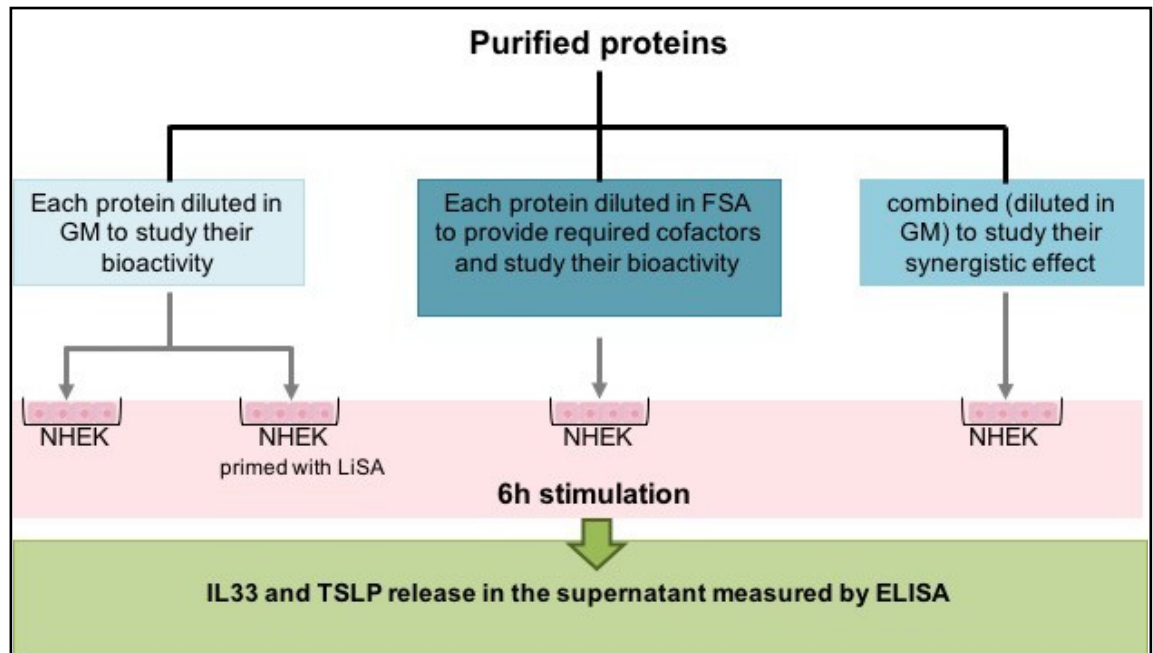 Purified proteins
Each protein diluted in
GM to study their
bioactivity
Each protein diluted in FSA
to provide required cofactors
and study their bioactivity
combined (diluted in
GM) to study their
synergistic effect
NHEK
NHEK
primed with LiSA
NHEK
NHEK
6h stimulation
IL33 and TSLP release in the supernatant measured by ELISA